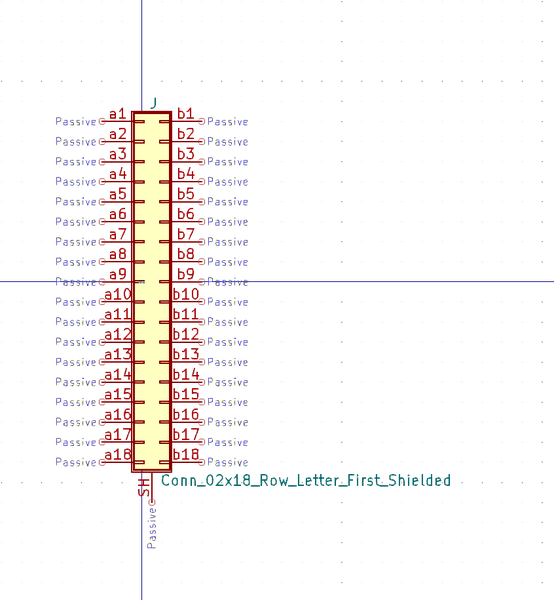 J
Passive a1 b1 Passive
Passive a2 b2 Passive
Passive a3 b3 Passive
Passive a4 b4 Passive
Passive a5 b5 Passive
Passive a6 b6 Passive
Passive a7 b7 Passive
Passive a8 b8 Passive
Passive a9 b9 Passive
Passive a10 b10 Passive
Passive a11 b11 Passive
Passive a12 b12 Passive
Passive a13 b13 Passive
Passive a14 b14 Passive
Passive a15 b15 Passive
Passive a16 b16 Passive
Passive a17 b17 Passive
Passive a18 b18 Passive
SH Conn_02x18_Row_Letter_First_Shielded
Passive